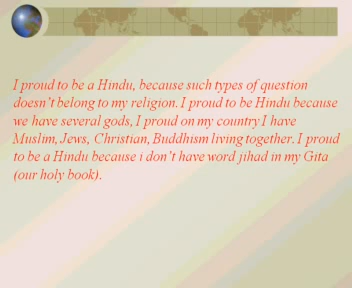 I proud to be a Hindu, because such types of question
doesn't belong to my religion. I proud to be Hindu because
we have several gods, I proud on my country I have
Muslim, Jews, Christian, Buddhism living together. I proud
to be a Hindu because i don't have word jihad in my Gita
(our holy book).